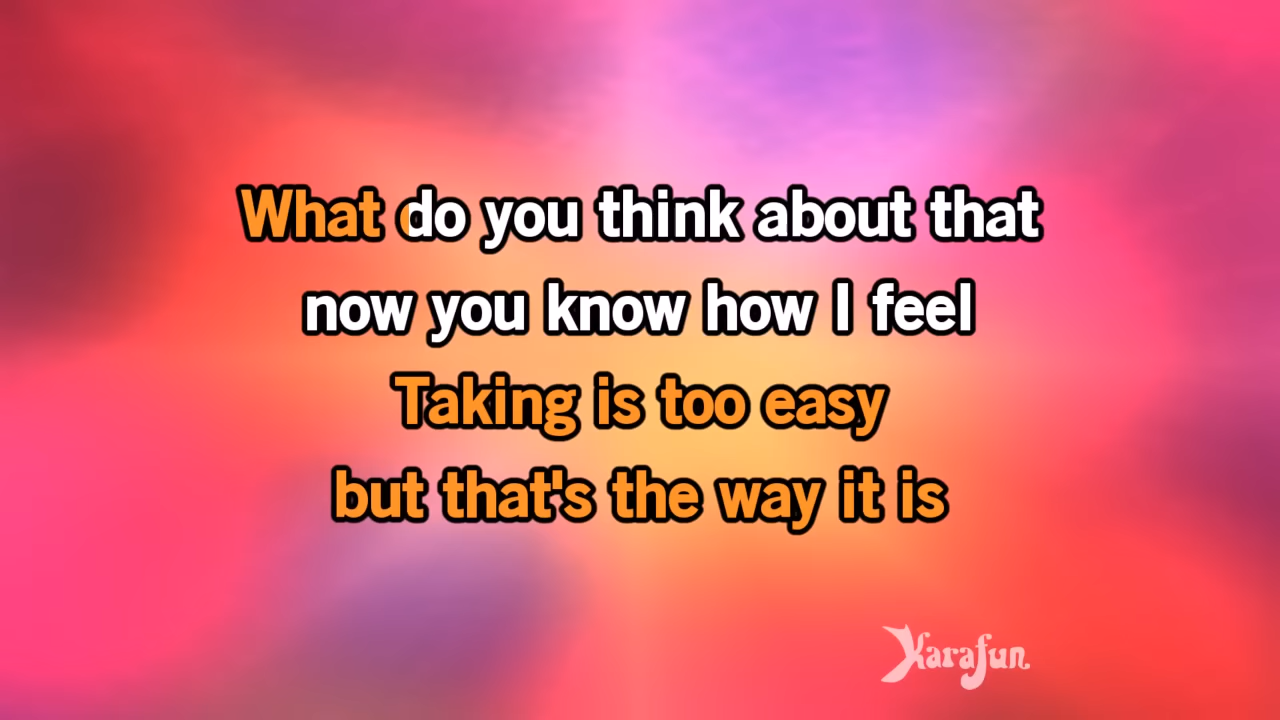 What do you think about that
now you know how I feel
Taking is too easy
but that's the way it is
Karafun